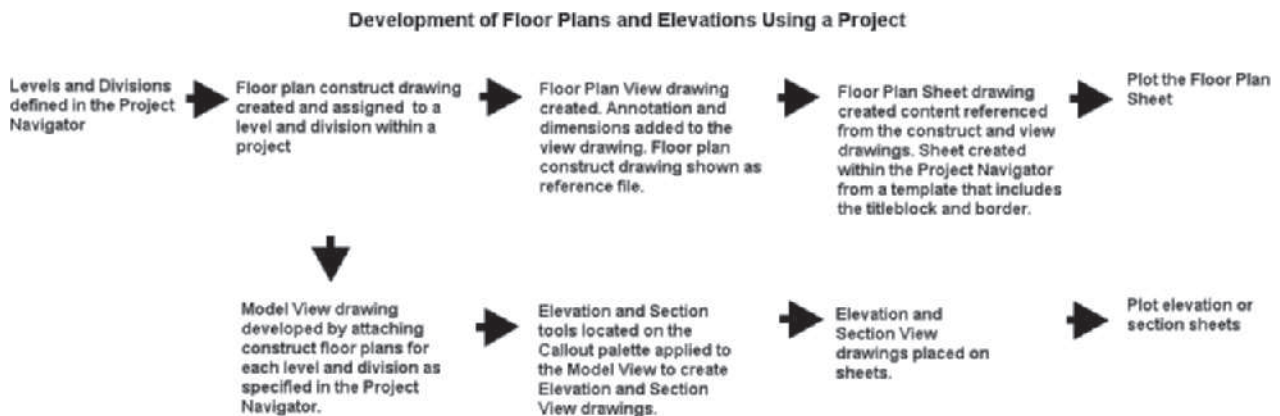 Development of Floor Plans and Elevations Using a Project
Levels and Divisions
defined in the Project
Navigator
Floor plan construct drawing
created and assigned to a
level and division within a
project
Floor Plan View drawing
created. Annotation and
dimensions added to the
view drawing. Floor plan
construct drawing shown as
reference file.
Floor Plan Sheet drawing
created content referenced
from the construct and view
drawings. Sheet created
within the Project Navigator
from a template that includes
the titleblock and border.
Plot the Floor Plan
Sheet
Model View drawing
developed by attaching
construct floor plans for
each level and division as
specified in the Project
Navigator.
Elevation and Section
tools located on the
Callout palette applied to
the Model View to create
Elevation and Section
View drawings.
Elevation and
Section View
drawings placed on
sheets.
Plot elevation or
section sheets